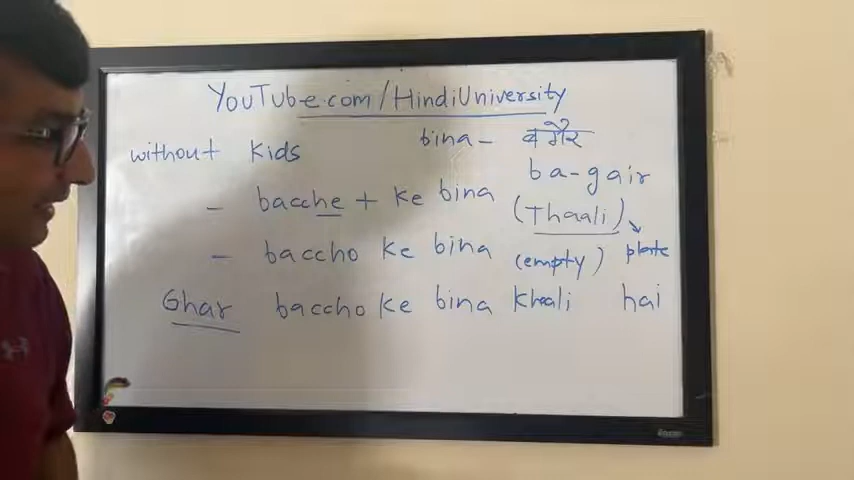 YouTube.com/HindiUniversity
without kids bina - बगैर
ba-gair
- bacche + ke bina (Thaali)
- baccho ke bina (empty) plate
Ghar baccho ke bina khaali hai